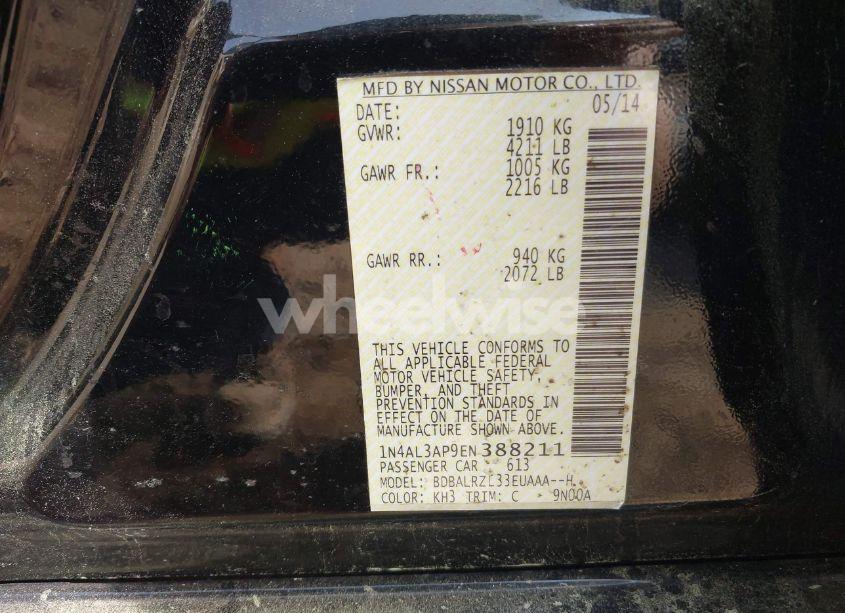 MFD BY NISSAN MOTOR CO., LTD.
DATE: 05/14
GVWR: 1910 KG
4211 LB
GAWR FR.: 1005 KG
2216 LB
GAWR RR.: 940 KG
2072 LB
wheelwise
THIS VEHICLE CONFORMS TO
ALL APPLICABLE FEDERAL
MOTOR VEHICLE SAFETY,
BUMPER, AND THEFT
PREVENTION STANDARDS IN
EFFECT ON THE DATE OF
MANUFACTURE SHOWN ABOVE.
1N4AL3AP9EN388211
PASSENGER CAR 613
MODEL: BDBALRZL33EUAAA--H
COLOR: KH3 TRIM: C 9N00A